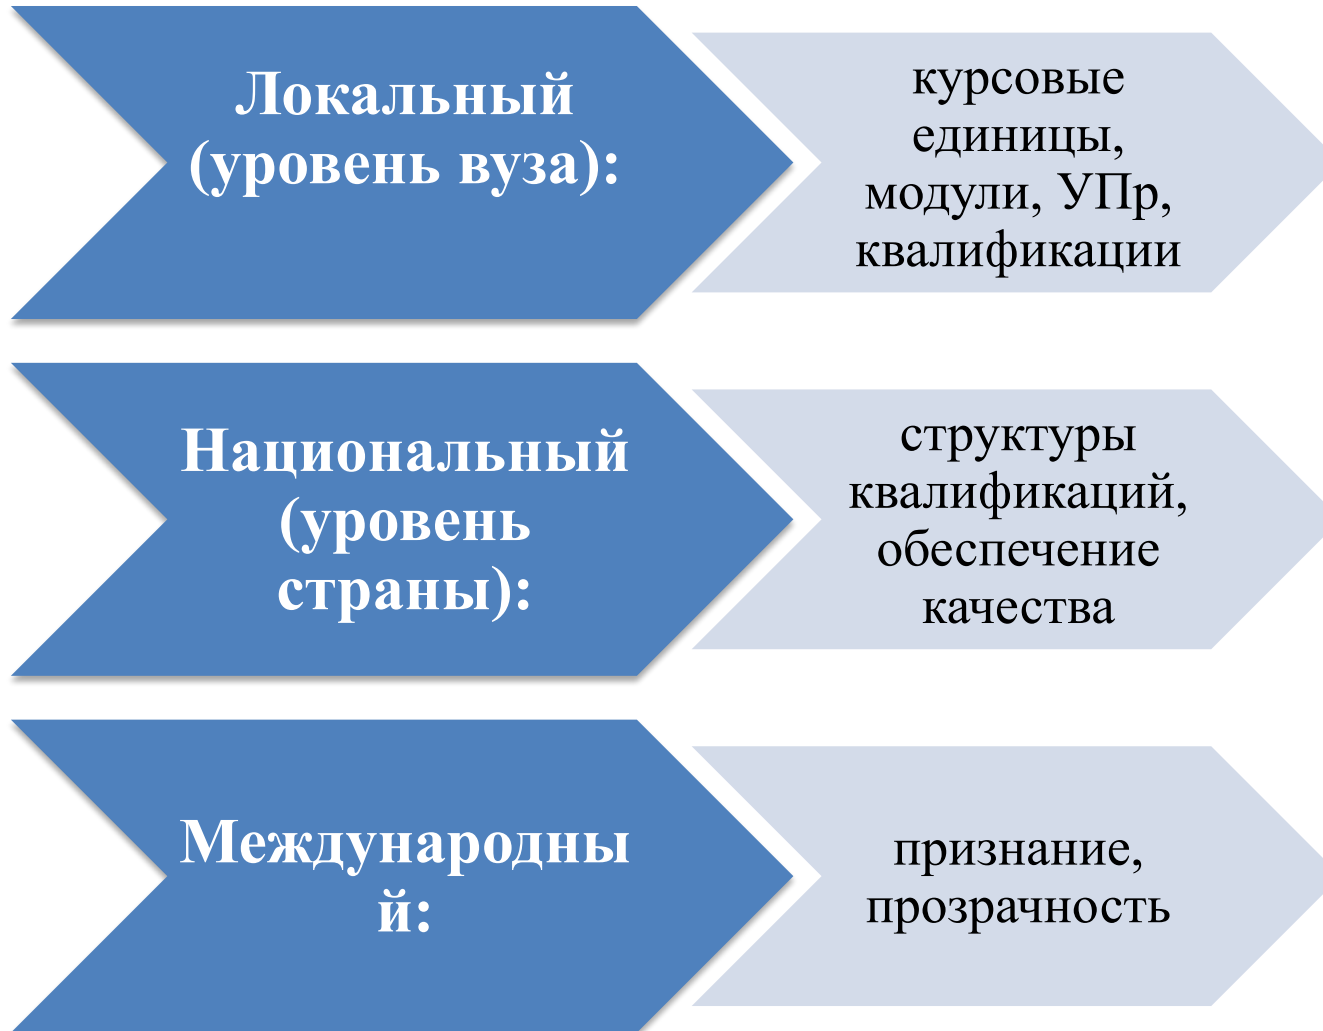 Локальный
(уровень вуза):
курсовые
единицы,
модули, УПр,
квалификации
Национальный
(уровень
страны):
структуры
квалификаций,
обеспечение
качества
Международны
й:
признание,
прозрачность